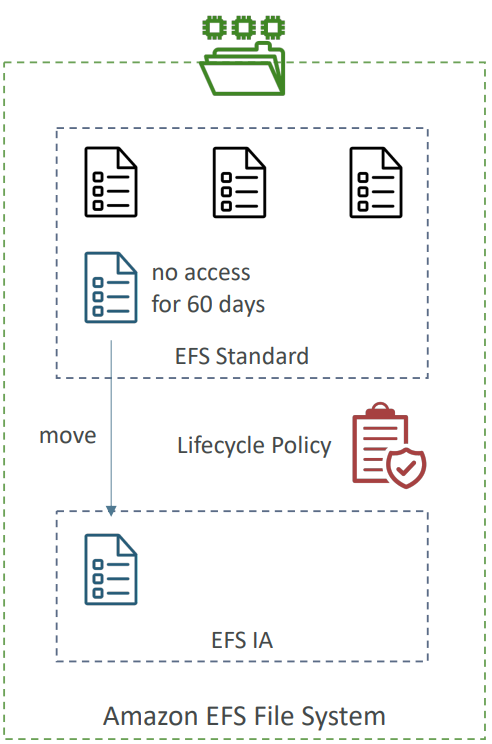 no access
for 60 days
EFS Standard
move
Lifecycle Policy
EFS IA
Amazon EFS File System